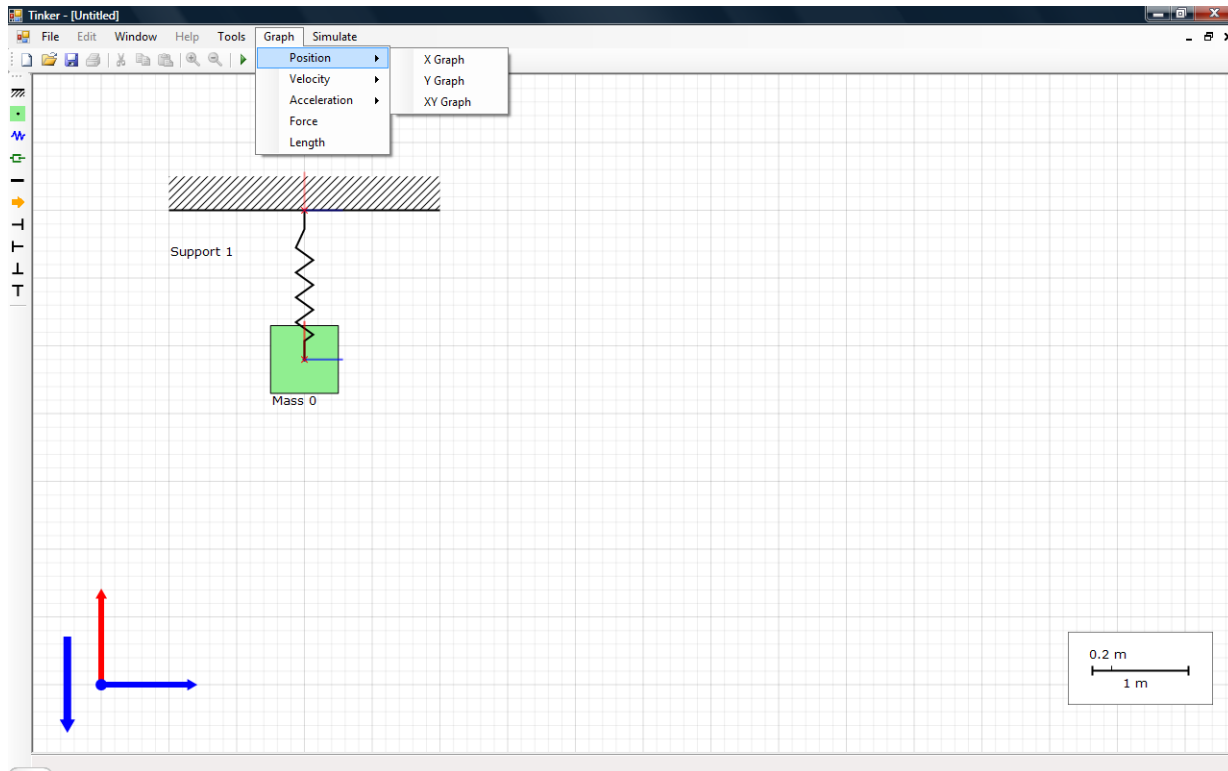 Tinker - [Untitled]
File Edit Window Help Tools Graph Simulate
Position
Velocity
Acceleration
Force
Length
X Graph
Y Graph
XY Graph
Support 1
Mass 0
0.2 m
1 m